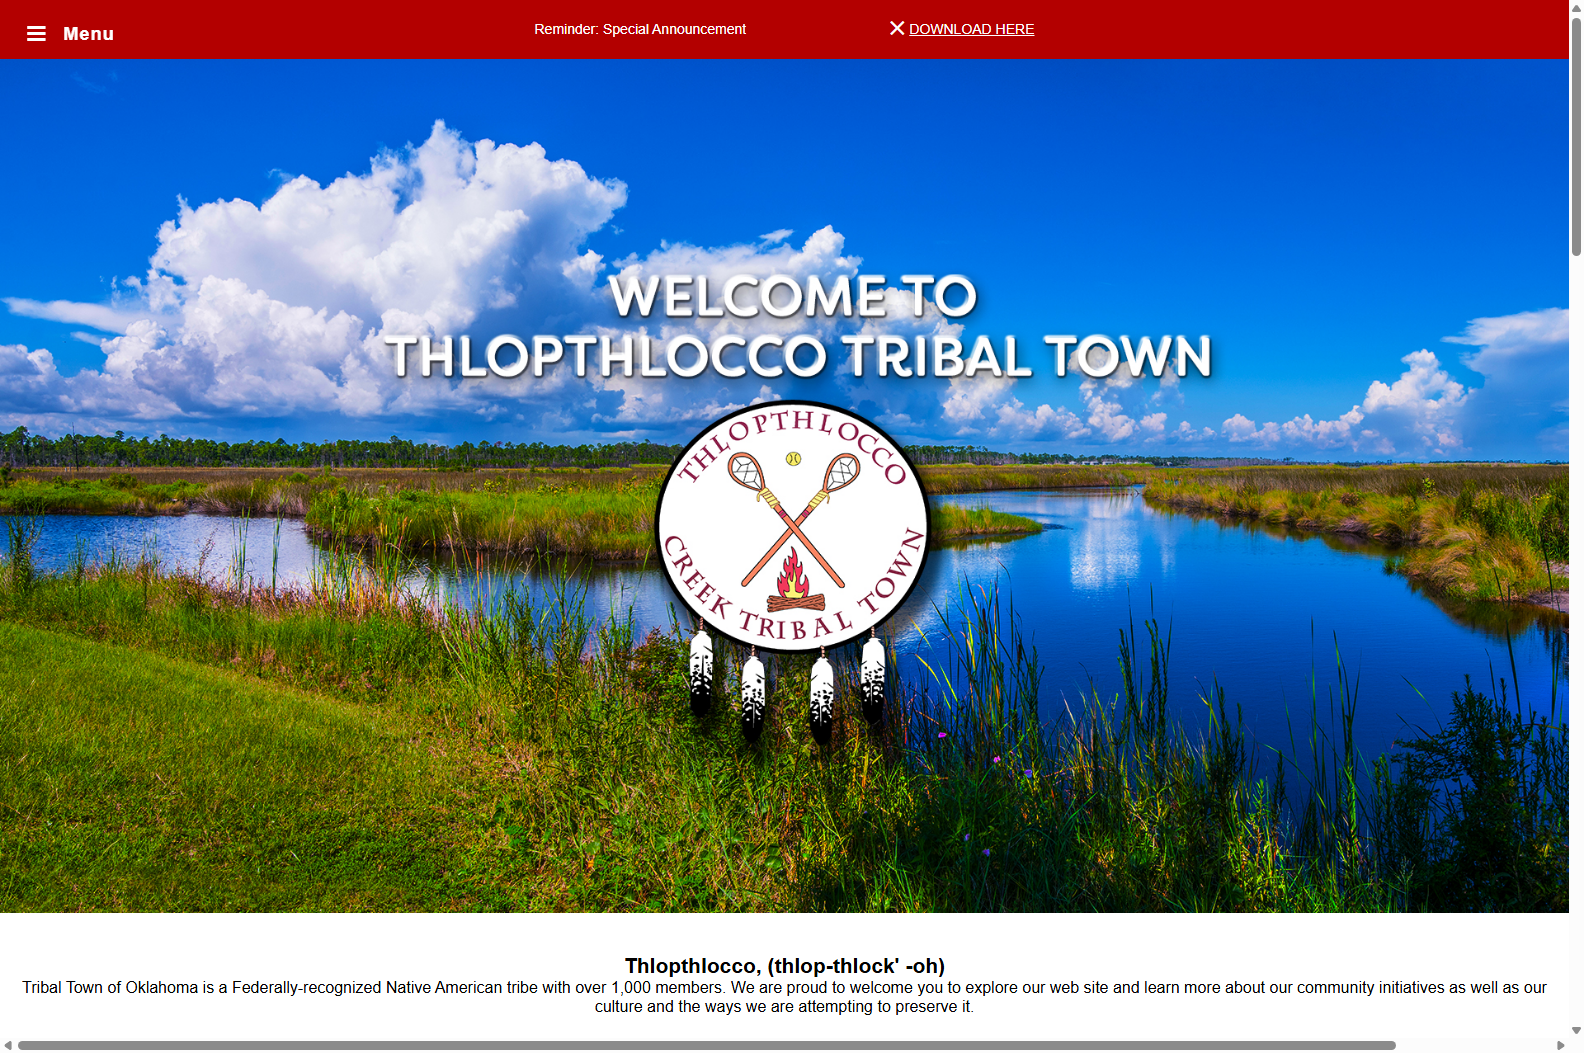 Menu
Reminder: Special Announcement
DOWNLOAD HERE
WELCOME TO
THLOPTHLOCCO TRIBAL TOWN
THLOPTHLOCCO
CREEK TRIBAL TOWN
Thlopthlocco, (thlop-thlock' -oh)
Tribal Town of Oklahoma is a Federally-recognized Native American tribe with over 1,000 members. We are proud to welcome you to explore our web site and learn more about our community initiatives as well as our
culture and the ways we are attempting to preserve it.